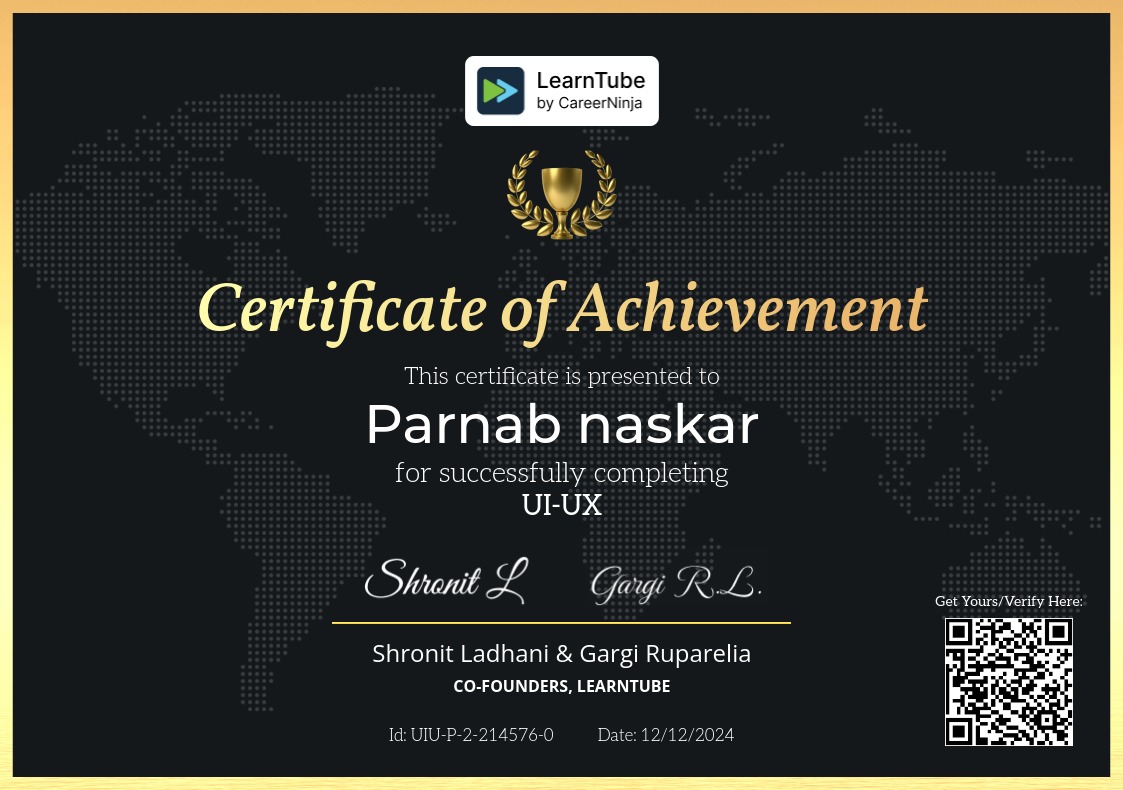 LearnTube
by CareerNinja
Certificate of Achievement
This certificate is presented to
Parnab naskar
for successfully completing
UI-UX
Shronit L Gargi R.L.
Get Yours/Verify Here:
Shronit Ladhani & Gargi Ruparelia
CO-FOUNDERS, LEARNTUBE
Id: UIU-P-2-214576-0 Date: 12/12/2024